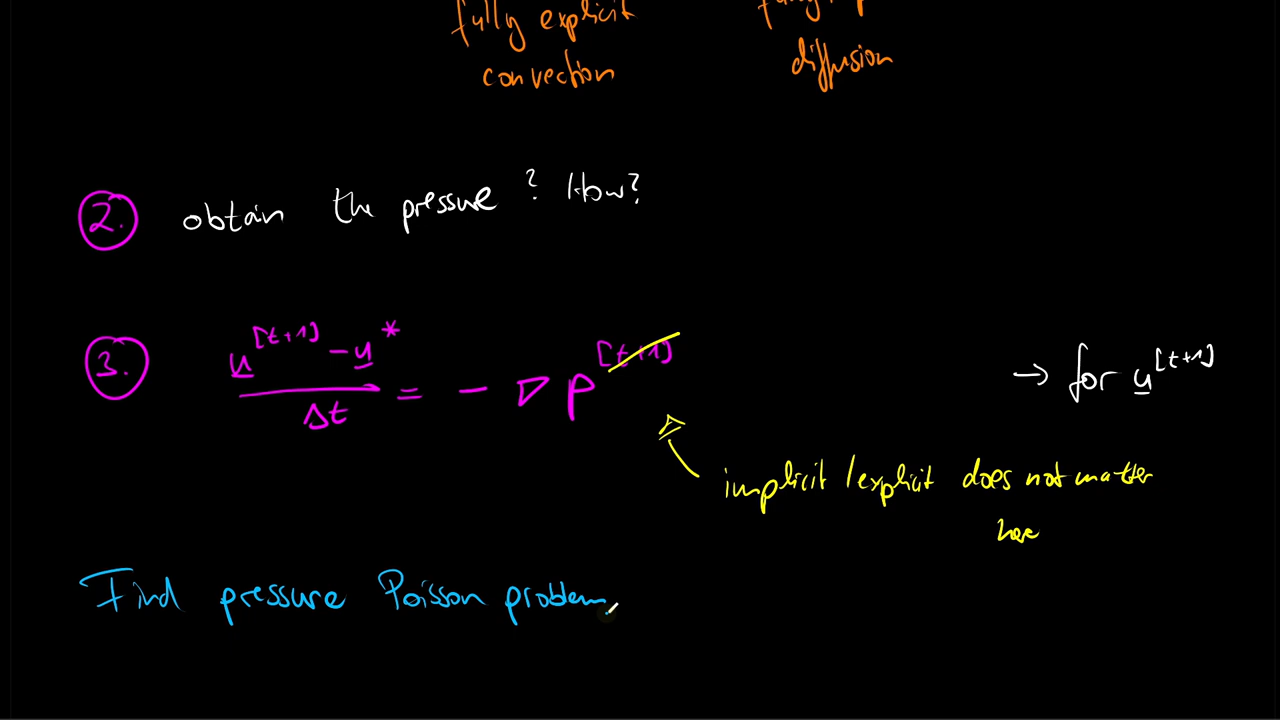 fully explicit
convection
diffusion
2. obtain the pressure? How?
3. u^[t+1] - u^* / Δt = - ∇ p^[t+1] → for u^[t+1]
implicit/explicit does not matter
here
Find pressure Poisson problem